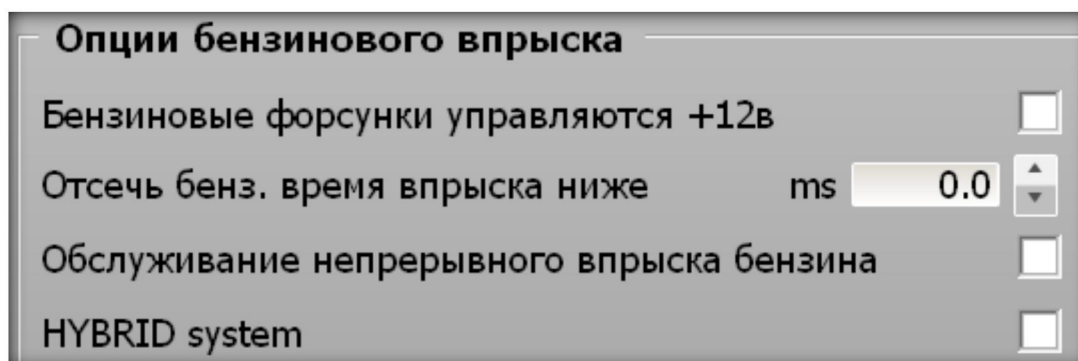 Опции бензинового впрыска
Бензиновые форсунки управляются +12в
Отсечь бенз. время впрыска ниже ms 0.0
Обслуживание непрерывного впрыска бензина
HYBRID system